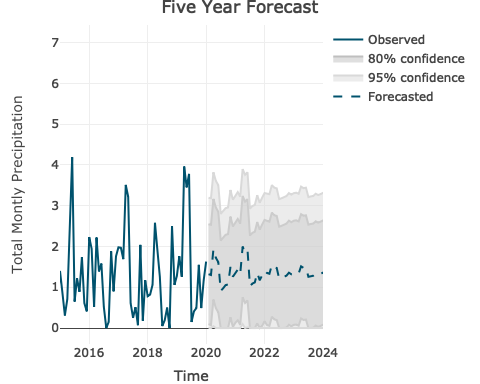 Five Year Forecast
Observed
80% confidence
95% confidence
Forecasted
Total Montly Precipitation
7
6
5
4
3
2
1
0
2016 2018 2020 2022 2024
Time